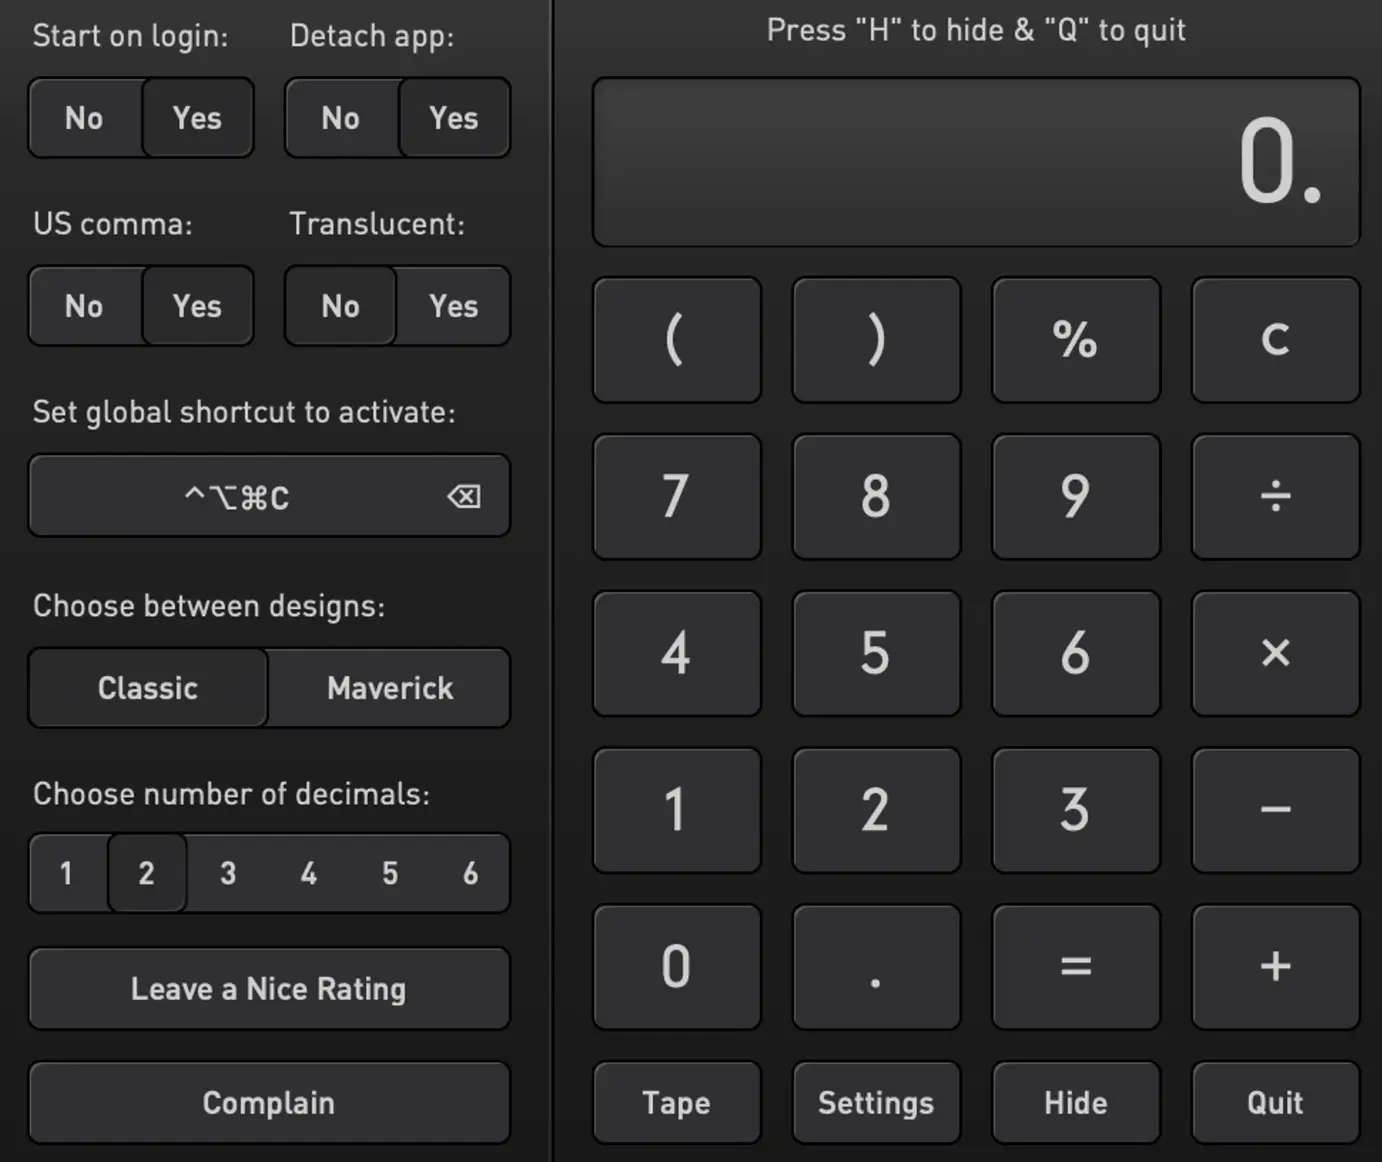 Start on login: Detach app:
No Yes No Yes
US comma: Translucent:
No Yes No Yes
Set global shortcut to activate:
^⌥⌘C ⌫
Choose between designs:
Classic Maverick
Choose number of decimals:
1 2 3 4 5 6
Leave a Nice Rating
Complain
Press "H" to hide & "Q" to quit
0.
( ) % C
7 8 9 ÷
4 5 6 ×
1 2 3 −
0 . = +
Tape Settings Hide Quit